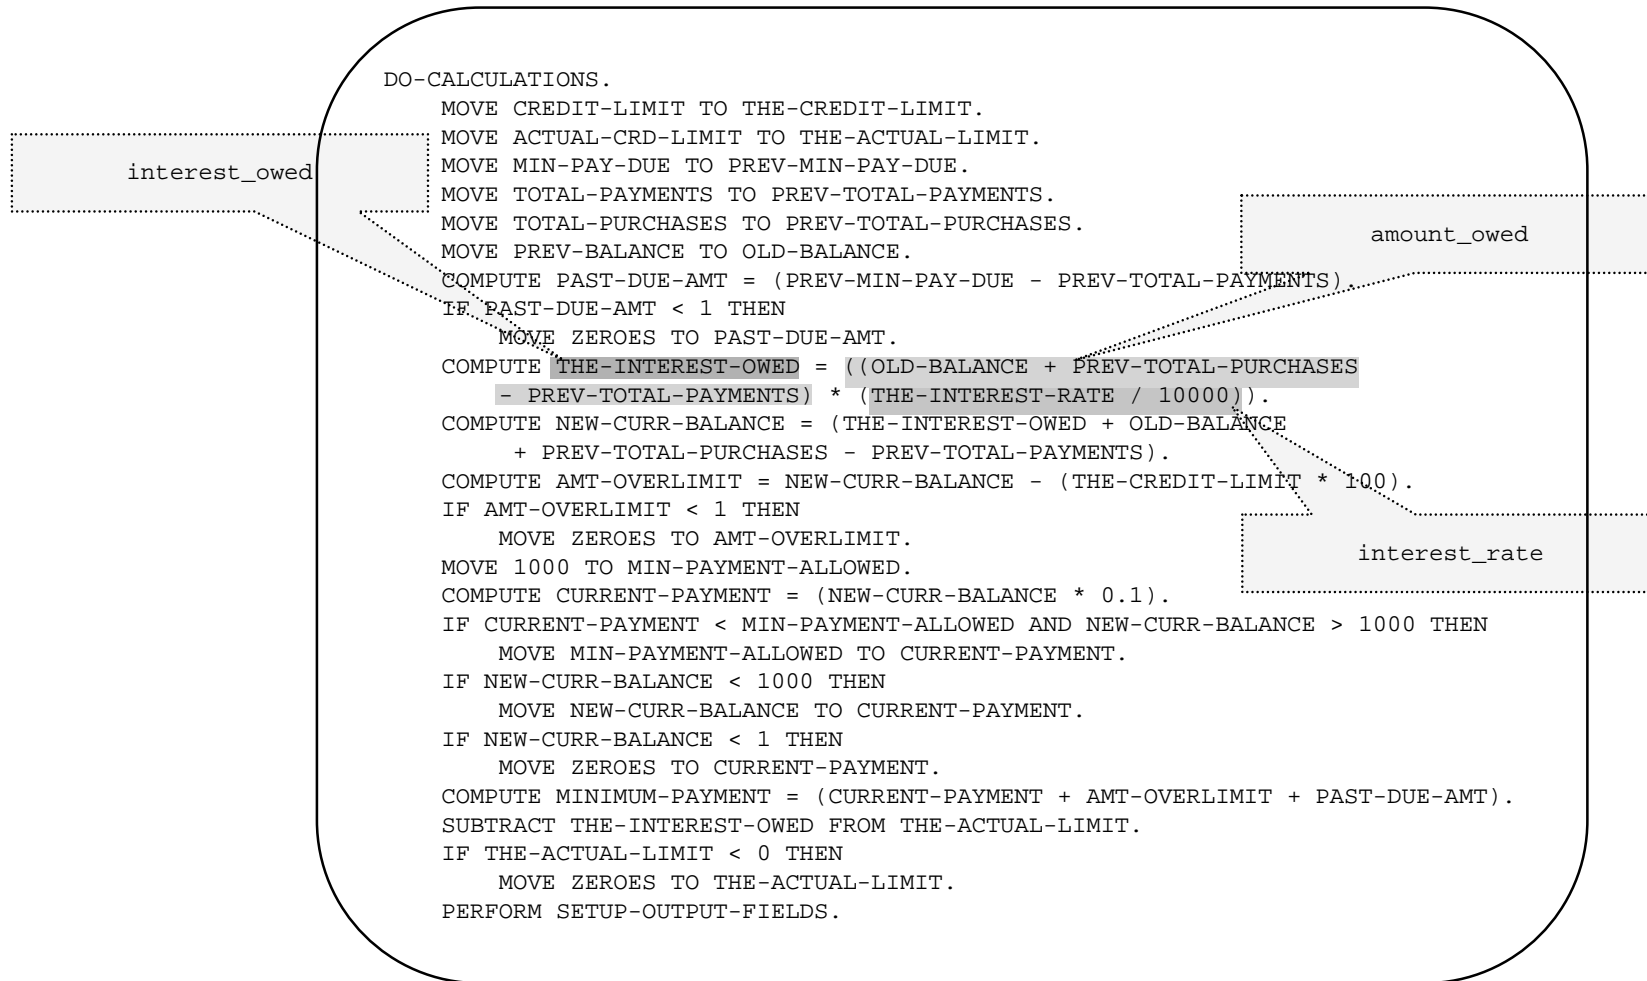 DO-CALCULATIONS.
MOVE CREDIT-LIMIT TO THE-CREDIT-LIMIT.
MOVE ACTUAL-CRD-LIMIT TO THE-ACTUAL-LIMIT.
MOVE MIN-PAY-DUE TO PREV-MIN-PAY-DUE.
interest_owed
MOVE TOTAL-PAYMENTS TO PREV-TOTAL-PAYMENTS.
MOVE TOTAL-PURCHASES TO PREV-TOTAL-PURCHASES.
amount_owed
MOVE PREV-BALANCE TO OLD-BALANCE.
COMPUTE PAST-DUE-AMT = (PREV-MIN-PAY-DUE - PREV-TOTAL-PAYMENTS).
IF PAST-DUE-AMT < 1 THEN
MOVE ZEROES TO PAST-DUE-AMT.
COMPUTE THE-INTEREST-OWED = ((OLD-BALANCE + PREV-TOTAL-PURCHASES
- PREV-TOTAL-PAYMENTS) * (THE-INTEREST-RATE / 10000)).
COMPUTE NEW-CURR-BALANCE = (THE-INTEREST-OWED + OLD-BALANCE
+ PREV-TOTAL-PURCHASES - PREV-TOTAL-PAYMENTS).
COMPUTE AMT-OVERLIMIT = NEW-CURR-BALANCE - (THE-CREDIT-LIMIT * 100).
IF AMT-OVERLIMIT < 1 THEN
MOVE ZEROES TO AMT-OVERLIMIT.
interest_rate
MOVE 1000 TO MIN-PAYMENT-ALLOWED.
COMPUTE CURRENT-PAYMENT = (NEW-CURR-BALANCE * 0.1).
IF CURRENT-PAYMENT < MIN-PAYMENT-ALLOWED AND NEW-CURR-BALANCE > 1000 THEN
MOVE MIN-PAYMENT-ALLOWED TO CURRENT-PAYMENT.
IF NEW-CURR-BALANCE < 1000 THEN
MOVE NEW-CURR-BALANCE TO CURRENT-PAYMENT.
IF NEW-CURR-BALANCE < 1 THEN
MOVE ZEROES TO CURRENT-PAYMENT.
COMPUTE MINIMUM-PAYMENT = (CURRENT-PAYMENT + AMT-OVERLIMIT + PAST-DUE-AMT).
SUBTRACT THE-INTEREST-OWED FROM THE-ACTUAL-LIMIT.
IF THE-ACTUAL-LIMIT < 0 THEN
MOVE ZEROES TO THE-ACTUAL-LIMIT.
PERFORM SETUP-OUTPUT-FIELDS.